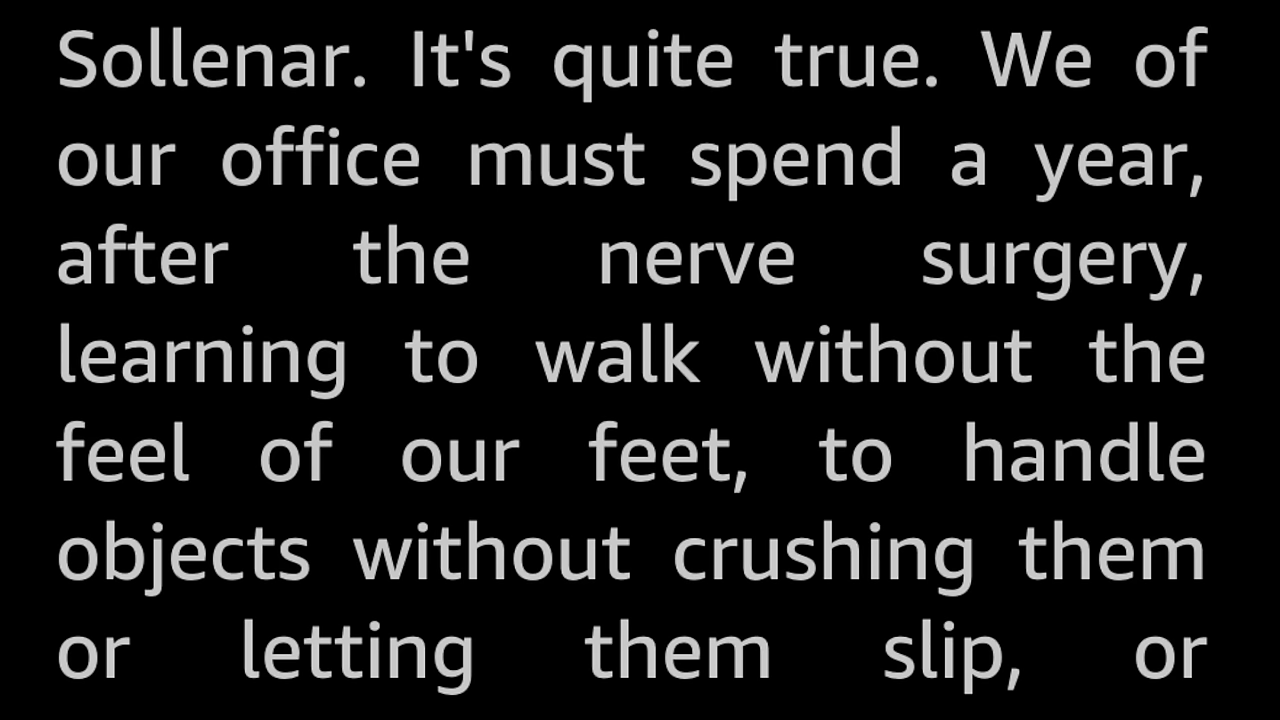 Sollenar. It's quite true. We of
our office must spend a year,
after the nerve surgery,
learning to walk without the
feel of our feet, to handle
objects without crushing them
or letting them slip, or